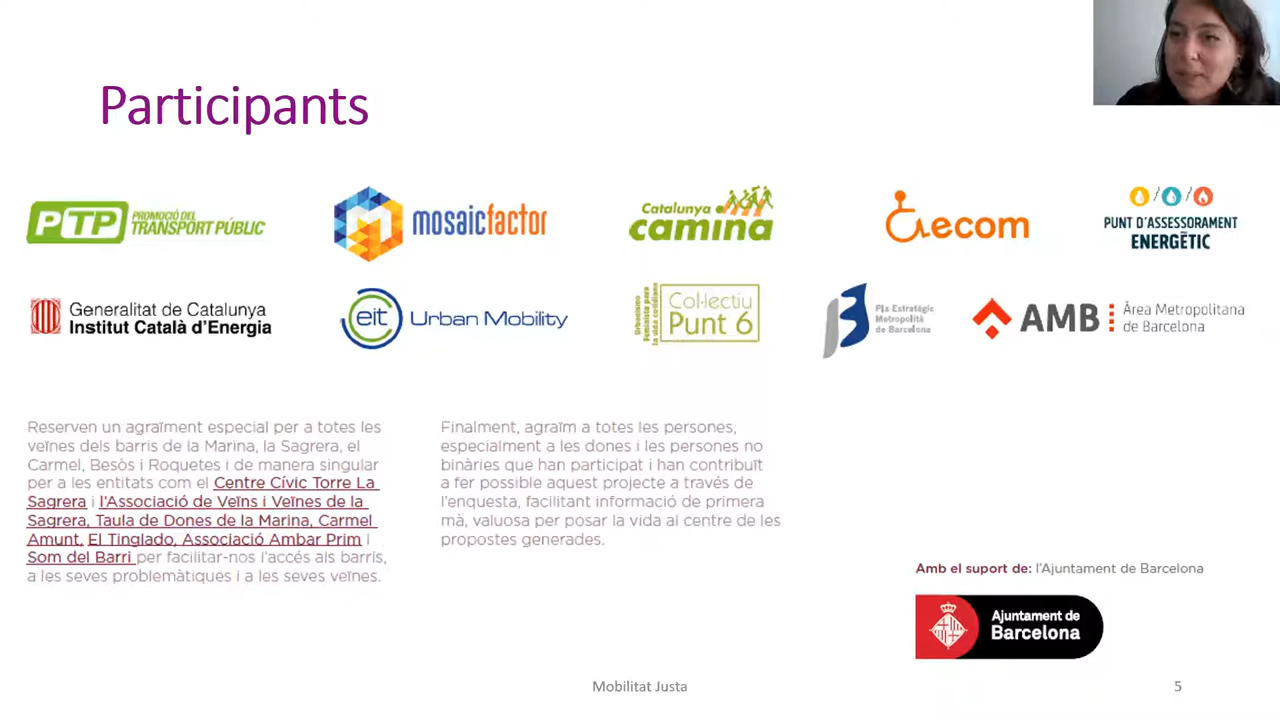 Participants
PTP PROMOCIÓ DEL
TRANSPORT PÚBLIC
mosaicfactor
Catalunya
camina
ecom
PUNT D'ASSESSORAMENT
ENERGÈTIC
Generalitat de Catalunya
Institut Català d'Energia
eit Urban Mobility
Urbanismo
feminista para
la vida cotidiana
Col·lectiu
Punt 6
Pla Estratègic
Metropolità
de Barcelona
AMB Àrea Metropolitana
de Barcelona
Reserven un agraïment especial per a totes les
veïnes dels barris de la Marina, la Sagrera, el
Carmel, Besòs i Roquetes i de manera singular
per a les entitats com el Centre Cívic Torre La
Sagrera i l'Associació de Veïns i Veïnes de la
Sagrera, Taula de Dones de la Marina, Carmel
Amunt, El Tinglado, Associació Ambar Prim i
Som del Barri per facilitar-nos l'accés als barris,
a les seves problemàtiques i a les seves veïnes.
Finalment, agraïm a totes les persones,
especialment a les dones i les persones no
binàries que han participat i han contribuït
a fer possible aquest projecte a través de
l'enquesta, facilitant informació de primera
mà, valuosa per posar la vida al centre de les
propostes generades.
Amb el suport de: l'Ajuntament de Barcelona
Ajuntament de
Barcelona
Mobilitat Justa
5